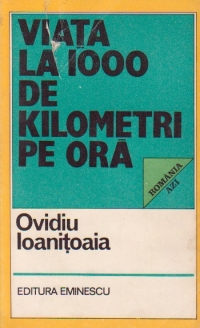 VIAȚA
LA 1000
DE
KILOMETRI
PE ORĂ
ROMÂNIA
AZI
Ovidiu
Ioanițoaia
EDITURA EMINESCU